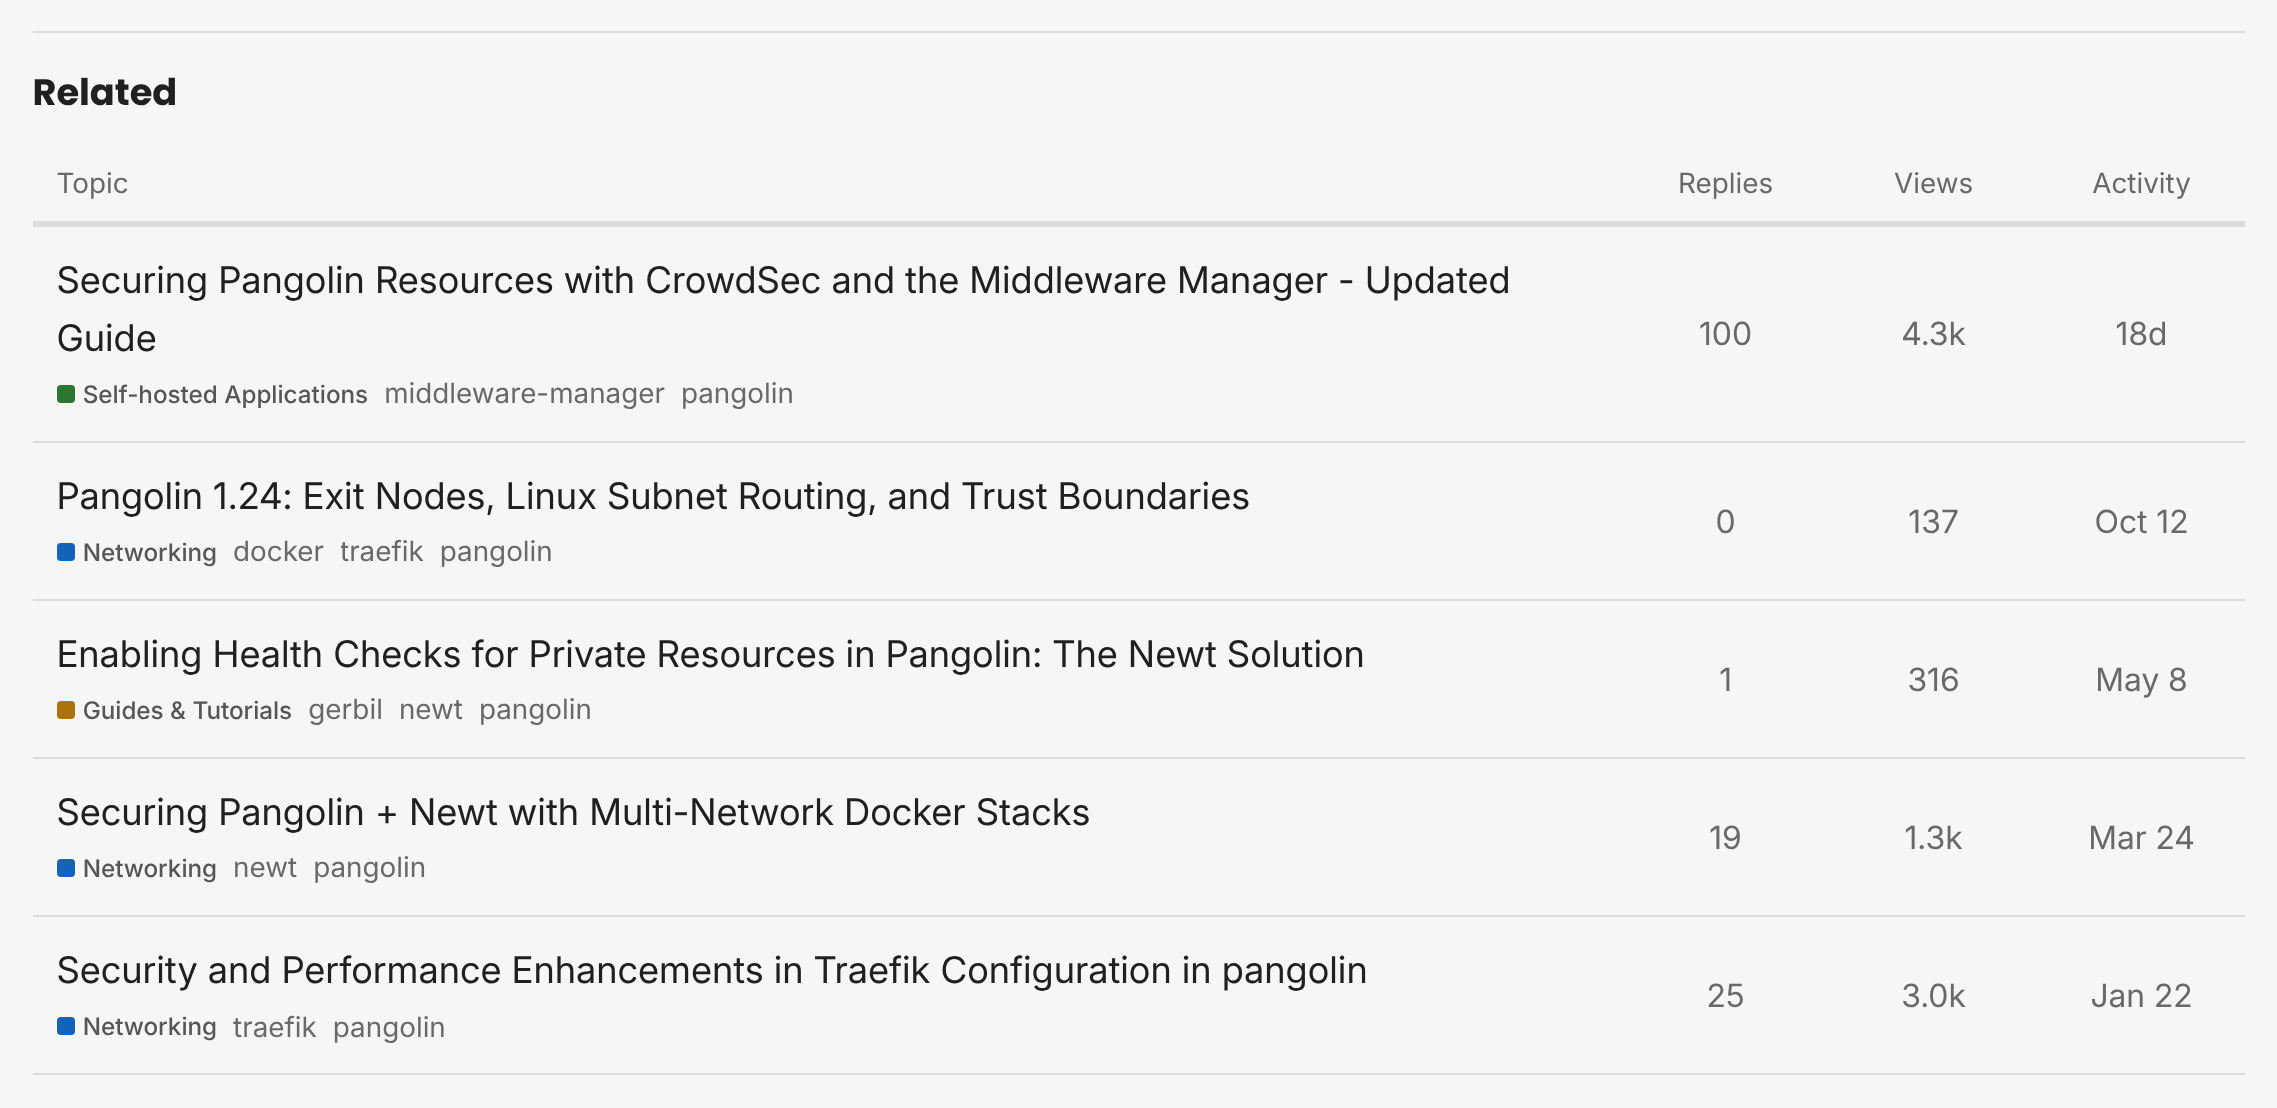 Related
Topic Replies Views Activity
Securing Pangolin Resources with CrowdSec and the Middleware Manager - Updated
Guide
100 4.3k 18d
Self-hosted Applications middleware-manager pangolin
Pangolin 1.24: Exit Nodes, Linux Subnet Routing, and Trust Boundaries
0 137 Oct 12
Networking docker traefik pangolin
Enabling Health Checks for Private Resources in Pangolin: The Newt Solution
1 316 May 8
Guides & Tutorials gerbil newt pangolin
Securing Pangolin + Newt with Multi-Network Docker Stacks
19 1.3k Mar 24
Networking newt pangolin
Security and Performance Enhancements in Traefik Configuration in pangolin
25 3.0k Jan 22
Networking traefik pangolin